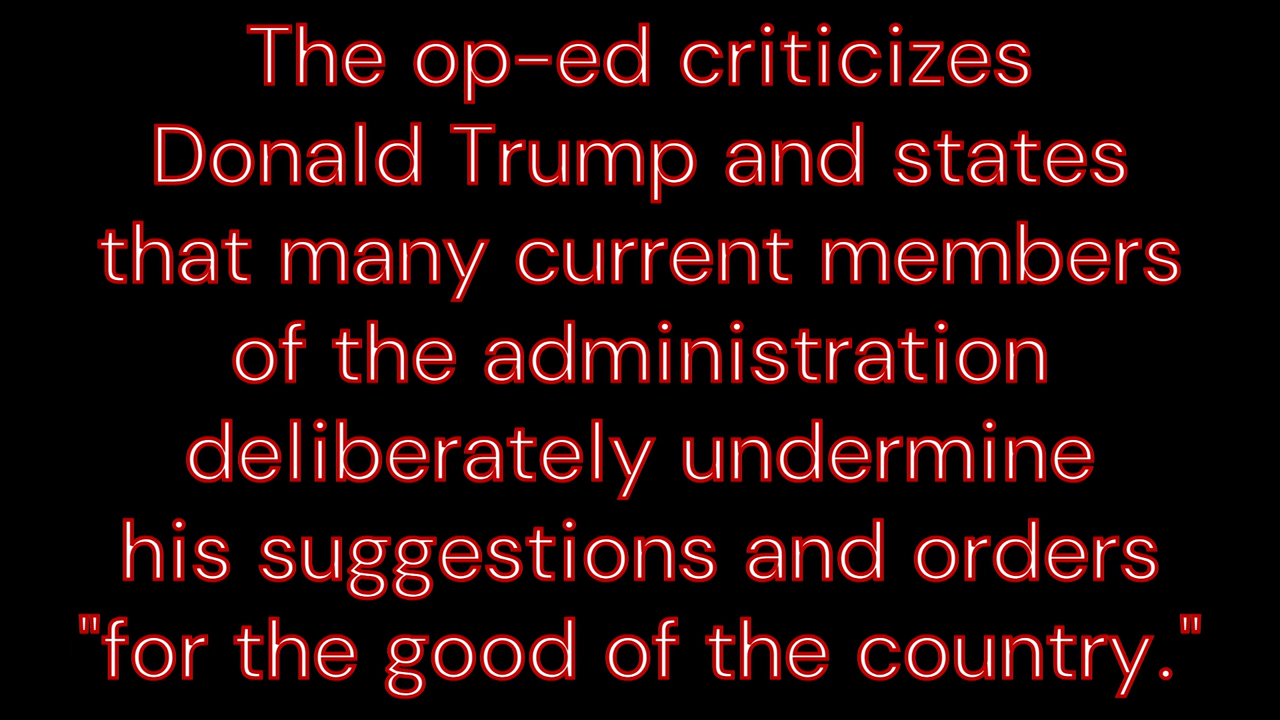 The op-ed criticizes
Donald Trump and states
that many current members
of the administration
deliberately undermine
his suggestions and orders
"for the good of the country."